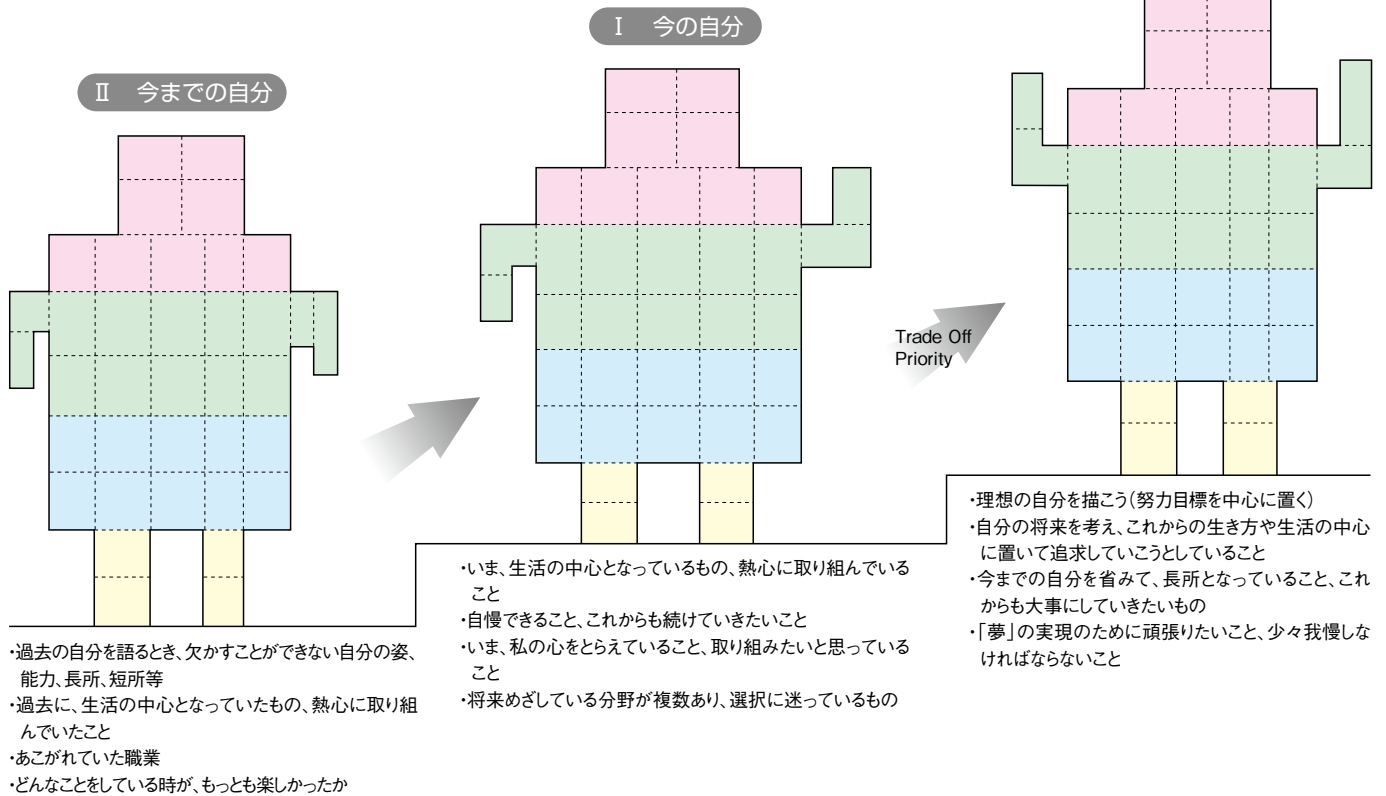 Ⅰ 今の自分
Ⅱ 今までの自分
Trade Off
Priority
・過去の自分を語るとき、欠かすことができない自分の姿、
能力、長所、短所等
・過去に、生活の中心となっていたもの、熱心に取り組
んでいたこと
・あこがれていた職業
・どんなことをしている時が、もっとも楽しかったか
・いま、生活の中心となっているもの、熱心に取り組んでいる
こと
・自慢できること、これからも続けていきたいこと
・いま、私の心をとらえていること、取り組みたいと思っている
こと
・将来めざしている分野が複数あり、選択に迷っているもの
・理想の自分を描こう(努力目標を中心に置く)
・自分の将来を考え、これからの生き方や生活の中心
に置いて追求していこうとしていること
・今までの自分を省みて、長所となっていること、これ
からも大事にしていきたいもの
・「夢」の実現のために頑張りたいこと、少々我慢しな
ければならないこと